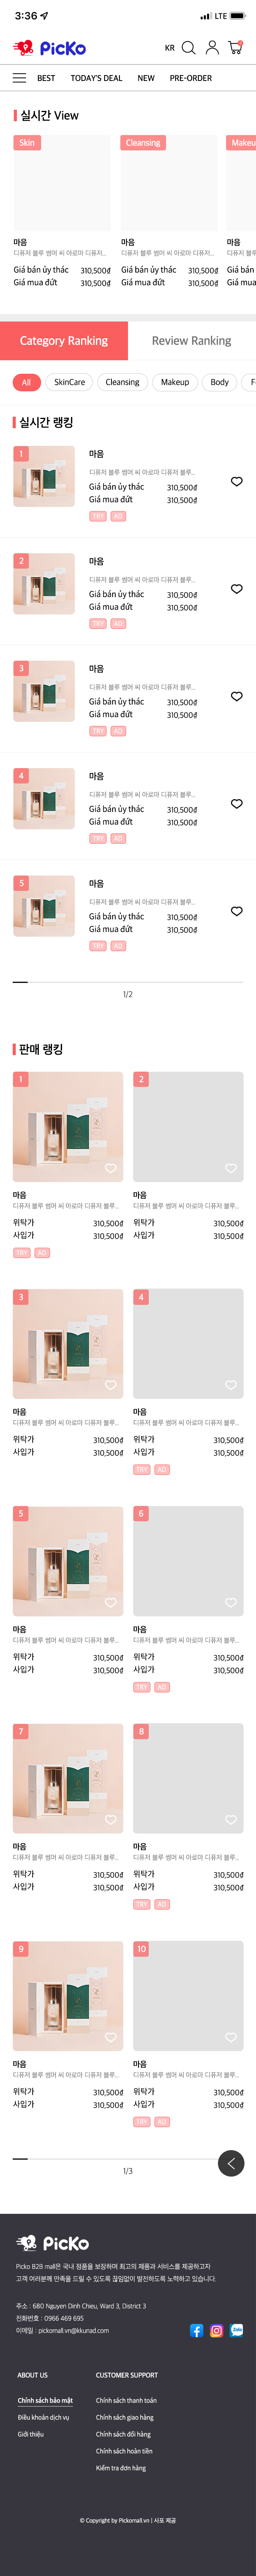 3:36 LTE
PicKo KR
BEST TODAY'S DEAL NEW PRE-ORDER
실시간 View
Skin Cleansing Makeu
마음 마음 마음
디퓨저 블루 썸머 씨 아로마 디퓨저... 디퓨저 블루 썸머 씨 아로마 디퓨저... 디퓨저 블루
Giá bán ủy thác 310,500₫ Giá bán ủy thác 310,500₫ Giá bán
Giá mua đứt 310,500₫ Giá mua đứt 310,500₫ Giá mua
Category Ranking Review Ranking
All SkinCare Cleansing Makeup Body F
실시간 랭킹
1 마음
디퓨저 블루 썸머 씨 아로마 디퓨저 블루...
Giá bán ủy thác 310,500₫
Giá mua đứt 310,500₫
TRY AD
2 마음
디퓨저 블루 썸머 씨 아로마 디퓨저 블루...
Giá bán ủy thác 310,500₫
Giá mua đứt 310,500₫
TRY AD
3 마음
디퓨저 블루 썸머 씨 아로마 디퓨저 블루...
Giá bán ủy thác 310,500₫
Giá mua đứt 310,500₫
TRY AD
4 마음
디퓨저 블루 썸머 씨 아로마 디퓨저 블루...
Giá bán ủy thác 310,500₫
Giá mua đứt 310,500₫
TRY AD
5 마음
디퓨저 블루 썸머 씨 아로마 디퓨저 블루...
Giá bán ủy thác 310,500₫
Giá mua đứt 310,500₫
TRY AD
1/2
판매 랭킹
1 2
마음 마음
디퓨저 블루 썸머 씨 아로마 디퓨저 블루... 디퓨저 블루 썸머 씨 아로마 디퓨저 블루...
위탁가 310,500₫ 위탁가 310,500₫
사입가 310,500₫ 사입가 310,500₫
TRY AD
3 4
마음 마음
디퓨저 블루 썸머 씨 아로마 디퓨저 블루... 디퓨저 블루 썸머 씨 아로마 디퓨저 블루...
위탁가 310,500₫ 위탁가 310,500₫
사입가 310,500₫ 사입가 310,500₫
TRY AD
5 6
마음 마음
디퓨저 블루 썸머 씨 아로마 디퓨저 블루... 디퓨저 블루 썸머 씨 아로마 디퓨저 블루...
위탁가 310,500₫ 위탁가 310,500₫
사입가 310,500₫ 사입가 310,500₫
TRY AD
7 8
마음 마음
디퓨저 블루 썸머 씨 아로마 디퓨저 블루... 디퓨저 블루 썸머 씨 아로마 디퓨저 블루...
위탁가 310,500₫ 위탁가 310,500₫
사입가 310,500₫ 사입가 310,500₫
TRY AD
9 10
마음 마음
디퓨저 블루 썸머 씨 아로마 디퓨저 블루... 디퓨저 블루 썸머 씨 아로마 디퓨저 블루...
위탁가 310,500₫ 위탁가 310,500₫
사입가 310,500₫ 사입가 310,500₫
TRY AD
1/3
PicKo
Picko B2B mall은 국내 정품을 보장하며 최고의 제품과 서비스를 제공하고자
고객 여러분께 만족을 드릴 수 있도록 끊임없이 발전하도록 노력하고 있습니다.
주소 : 680 Nguyen Dinh Chieu, Ward 3, District 3
전화번호 : 0966 469 695
이메일 : pickomall.vn@kkunad.com
Zalo
ABOUT US CUSTOMER SUPPORT
Chính sách bảo mật Chính sách thanh toán
Điều khoản dịch vụ Chính sách giao hàng
Giới thiệu Chính sách đổi hàng
Chính sách hoàn tiền
Kiểm tra đơn hàng
© Copyright by Pickomall.vn | 사포 제공